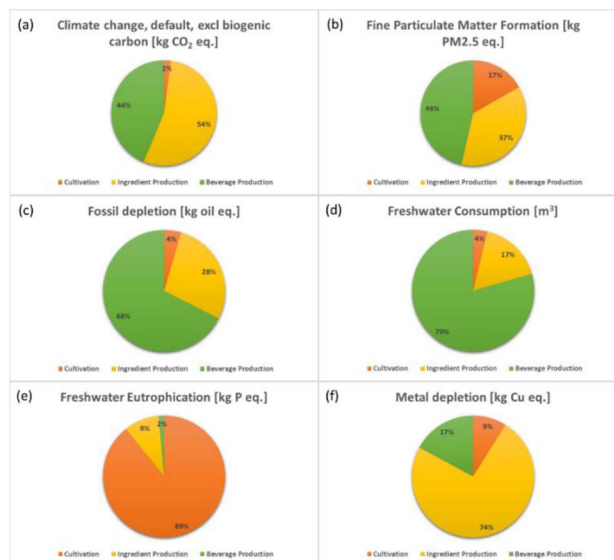 (a) Climate change, default, excl biogenic
carbon [kg CO₂ eq.]
2%
44%
54%
Cultivation Ingredient Production Beverage Production
(b) Fine Particulate Matter Formation [kg
PM2.5 eq.]
17%
46%
37%
Cultivation Ingredient Production Beverage Production
(c) Fossil depletion [kg oil eq.]
4%
28%
68%
Cultivation Ingredient Production Beverage Production
(d) Freshwater Consumption [m³]
4%
17%
79%
Cultivation Ingredient Production Beverage Production
(e) Freshwater Eutrophication [kg P eq.]
9% 2%
89%
Cultivation Ingredient Production Beverage Production
(f) Metal depletion [kg Cu eq.]
17% 9%
74%
Cultivation Ingredient Production Beverage Production